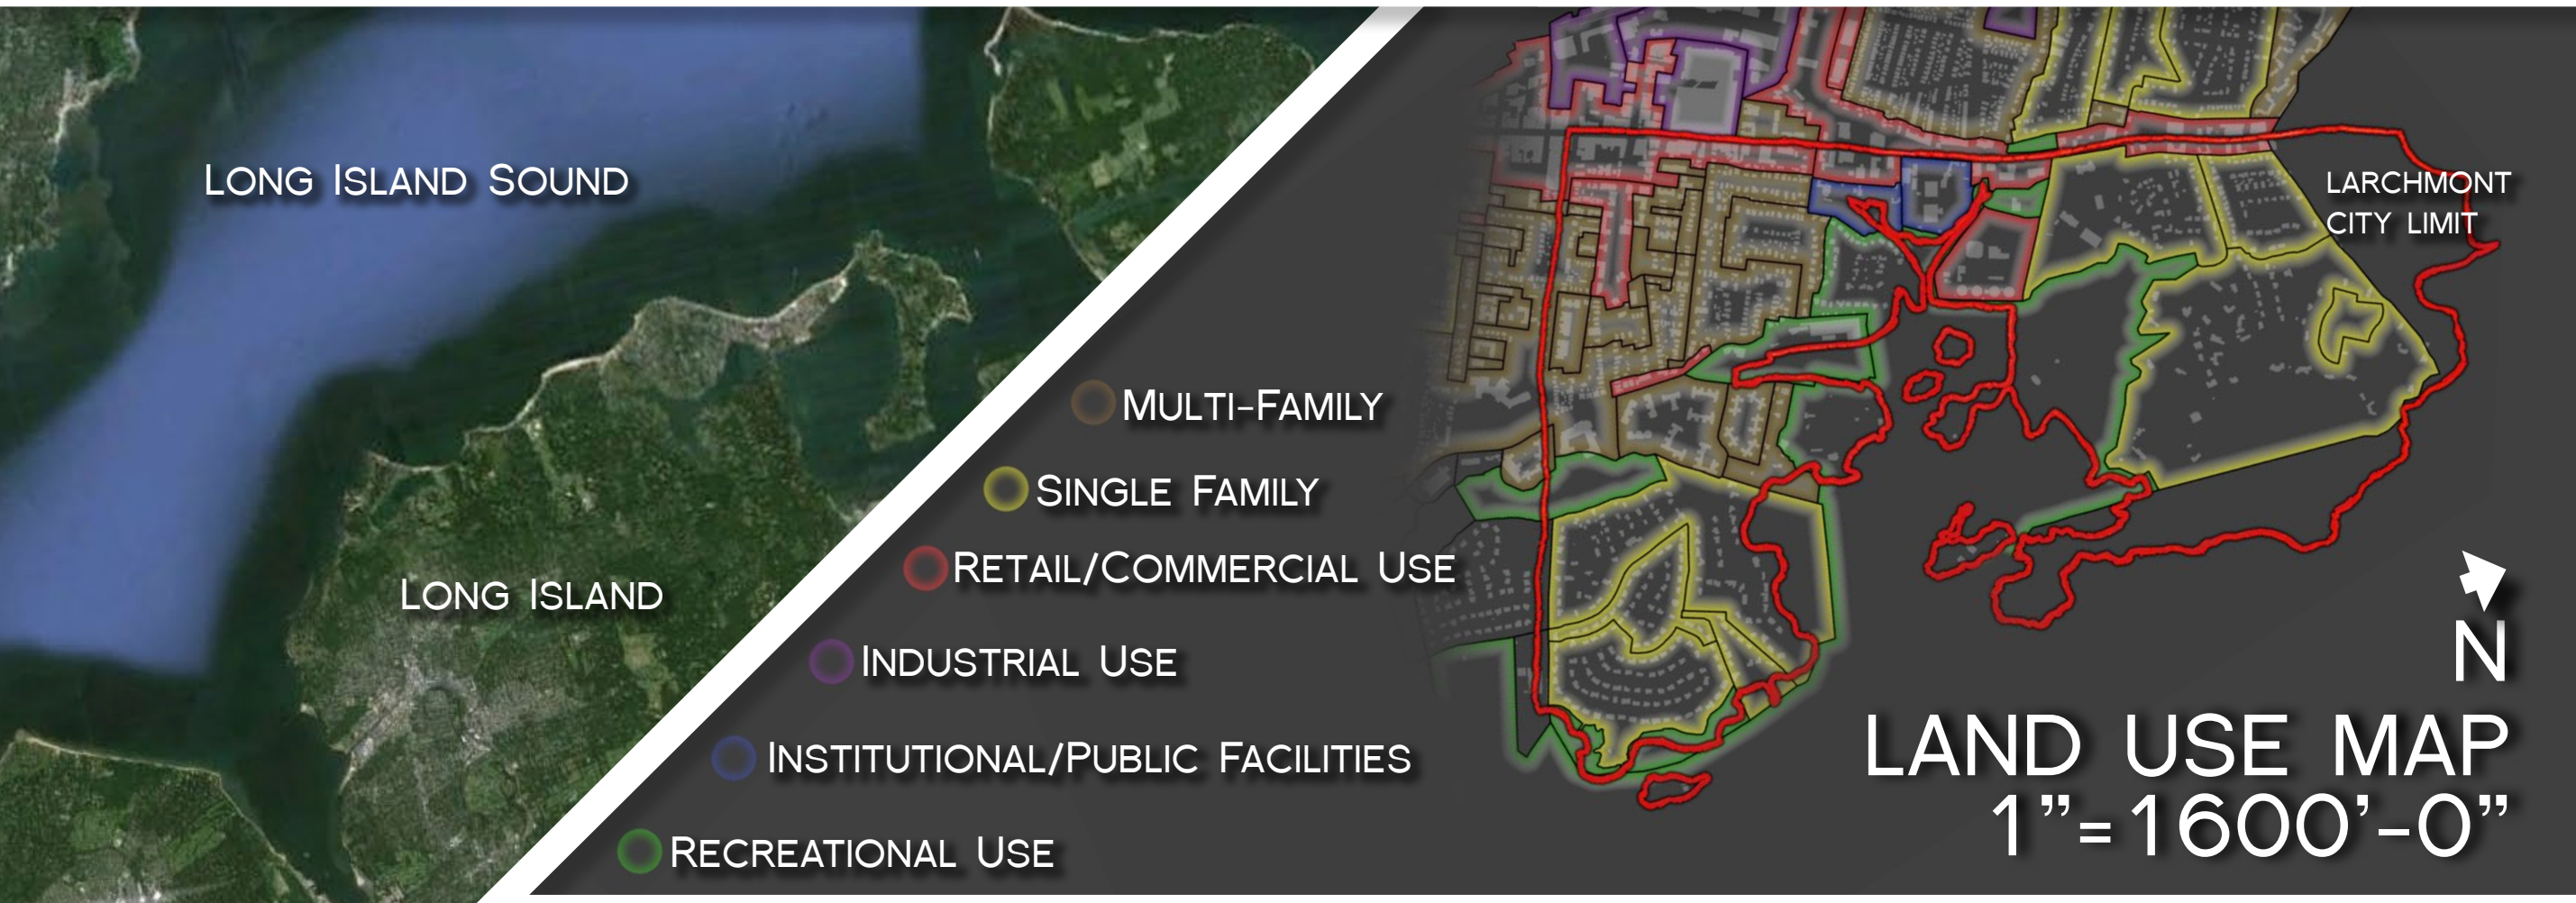 Long Island Sound
Long Island
Multi-Family
Single Family
Retail/Commercial Use
Industrial Use
Institutional/Public Facilities
Recreational Use
LARCHMONT
CITY LIMIT
N
LAND USE MAP
1”=1600’-0”